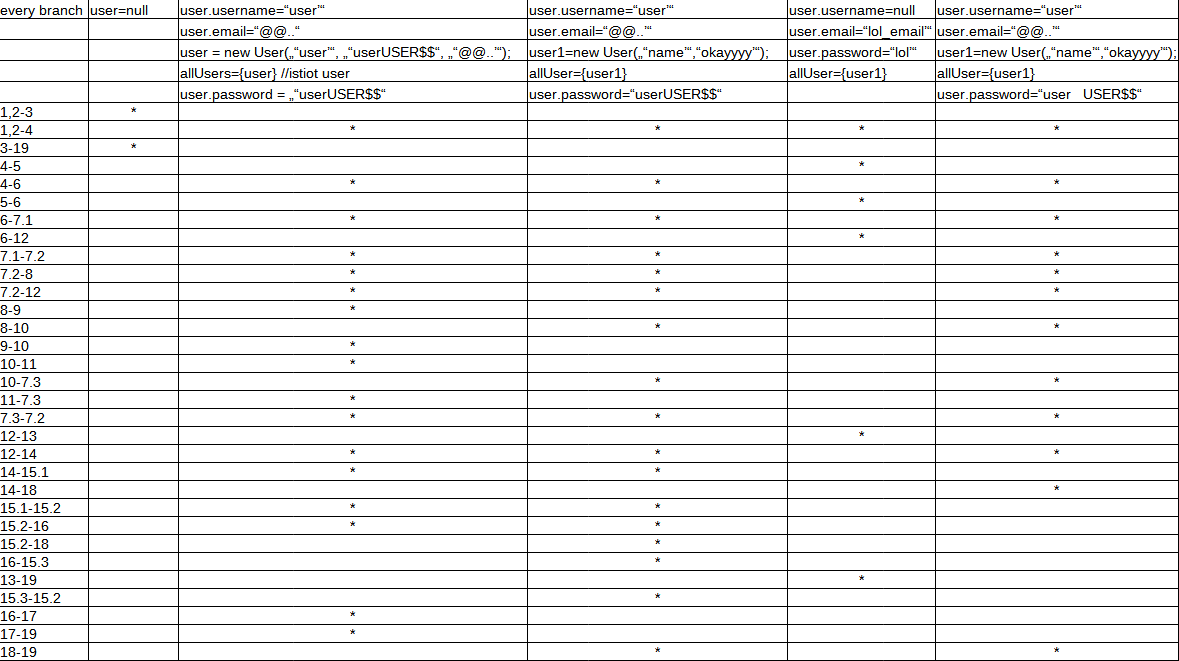 every branch user=null user.username=“user’“ user.username=“user’“ user.username=null user.username=“user’“
user.email=“@@..“ user.email=“@@..’“ user.email=“lol_email’“ user.email=“@@..’“
user = new User(„“user’“, „“userUSER$$“, „“@@..’“); user1=new User(„“name’“,“okayyyy’“); user.password=“lol’“ user1=new User(„“name’“,“okayyyy’“);
allUsers={user} //istiot user allUser={user1} allUser={user1} allUser={user1}
user.password = „“userUSER$$“ user.password=“userUSER$$“ user.password=“user   USER$$“
1,2-3 *
1,2-4 * * * *
3-19 *
4-5 *
4-6 * * *
5-6 *
6-7.1 * * *
6-12 *
7.1-7.2 * * *
7.2-8 * * *
7.2-12 * * *
8-9 *
8-10 * *
9-10 *
10-11 *
10-7.3 * *
11-7.3 *
7.3-7.2 * * *
12-13 *
12-14 * * *
14-15.1 * *
14-18 *
15.1-15.2 * *
15.2-16 * *
15.2-18 *
16-15.3 *
13-19 *
15.3-15.2 *
16-17 *
17-19 *
18-19 * *